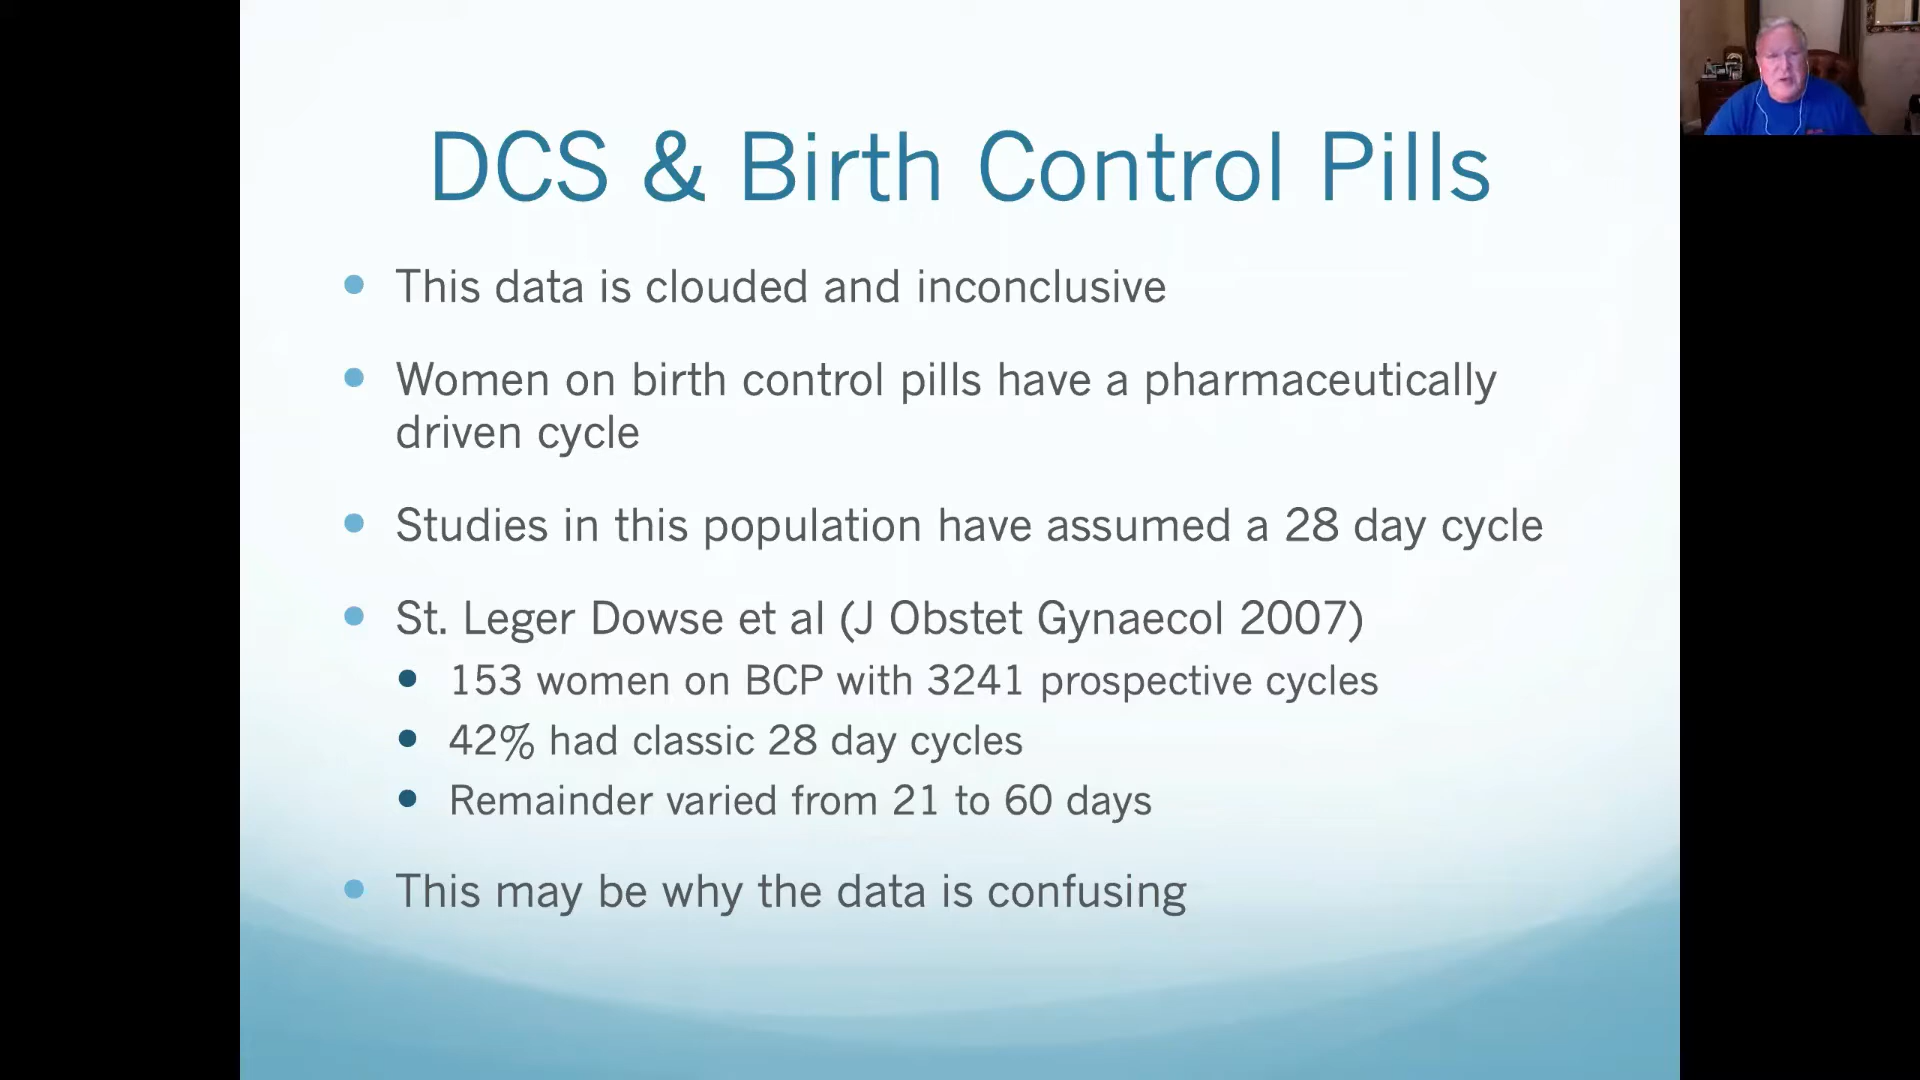 DCS & Birth Control Pills
This data is clouded and inconclusive
Women on birth control pills have a pharmaceutically
driven cycle
Studies in this population have assumed a 28 day cycle
St. Leger Dowse et al (J Obstet Gynaecol 2007)
153 women on BCP with 3241 prospective cycles
42% had classic 28 day cycles
Remainder varied from 21 to 60 days
This may be why the data is confusing